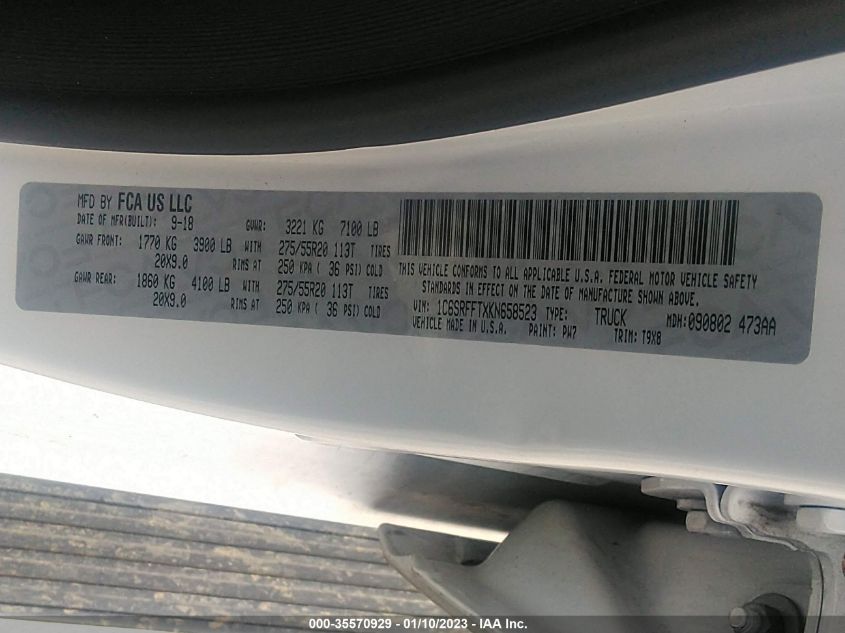 MFD BY FCA US LLC
DATE OF MFR(BUILT): 9-18 GVWR: 3221 KG 7100 LB
GAWR FRONT: 1770 KG 3900 LB WITH 275/55R20 113T TIRES
20X9.0 RIMS AT 250 KPA ( 36 PSI) COLD
GAWR REAR: 1860 KG 4100 LB WITH 275/55R20 113T TIRES
20X9.0 RIMS AT 250 KPA ( 36 PSI) COLD
THIS VEHICLE CONFORMS TO ALL APPLICABLE U.S.A. FEDERAL MOTOR VEHICLE SAFETY
STANDARDS IN EFFECT ON THE DATE OF MANUFACTURE SHOWN ABOVE.
VIN: 1C6SRFFTXKN658523 TYPE: TRUCK MDH: 090802 473AA
VEHICLE MADE IN U.S.A. PAINT: PW7 TRIM: T9X8
000-35570929 - 01/10/2023 - IAA Inc.